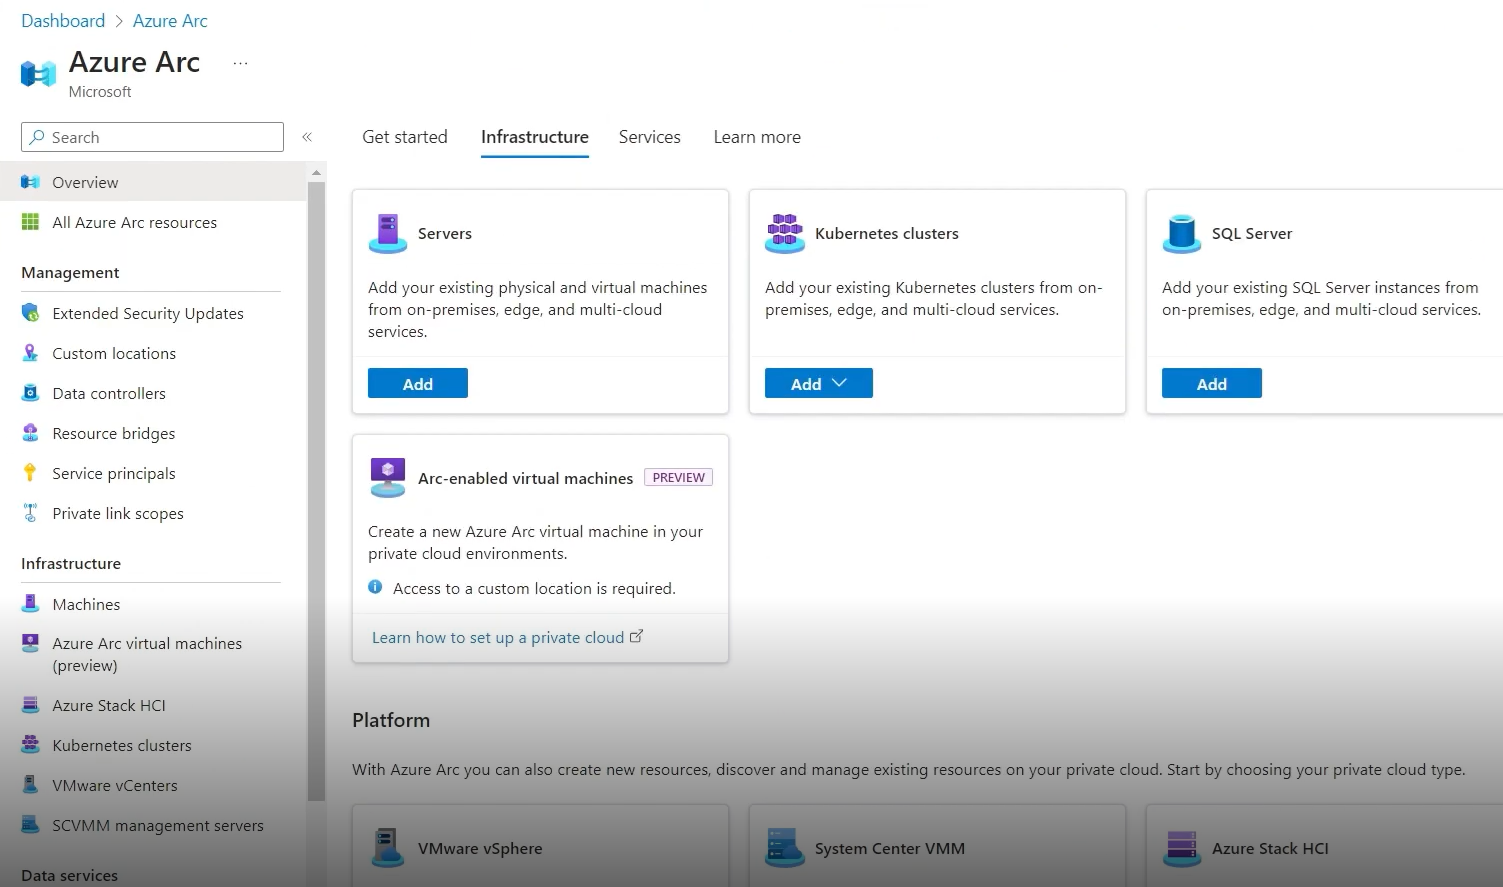 Dashboard > Azure Arc
Azure Arc ...
Microsoft
Search
«
Overview
All Azure Arc resources
Management
Extended Security Updates
Custom locations
Data controllers
Resource bridges
Service principals
Private link scopes
Infrastructure
Machines
Azure Arc virtual machines
(preview)
Azure Stack HCI
Kubernetes clusters
VMware vCenters
SCVMM management servers
Data services
Get started Infrastructure Services Learn more
Servers
Add your existing physical and virtual machines
from on-premises, edge, and multi-cloud
services.
Add
Kubernetes clusters
Add your existing Kubernetes clusters from on-
premises, edge, and multi-cloud services.
Add
SQL Server
Add your existing SQL Server instances from
on-premises, edge, and multi-cloud services.
Add
Arc-enabled virtual machines PREVIEW
Create a new Azure Arc virtual machine in your
private cloud environments.
Access to a custom location is required.
Learn how to set up a private cloud
Platform
With Azure Arc you can also create new resources, discover and manage existing resources on your private cloud. Start by choosing your private cloud type.
VMware vSphere
System Center VMM
Azure Stack HCI